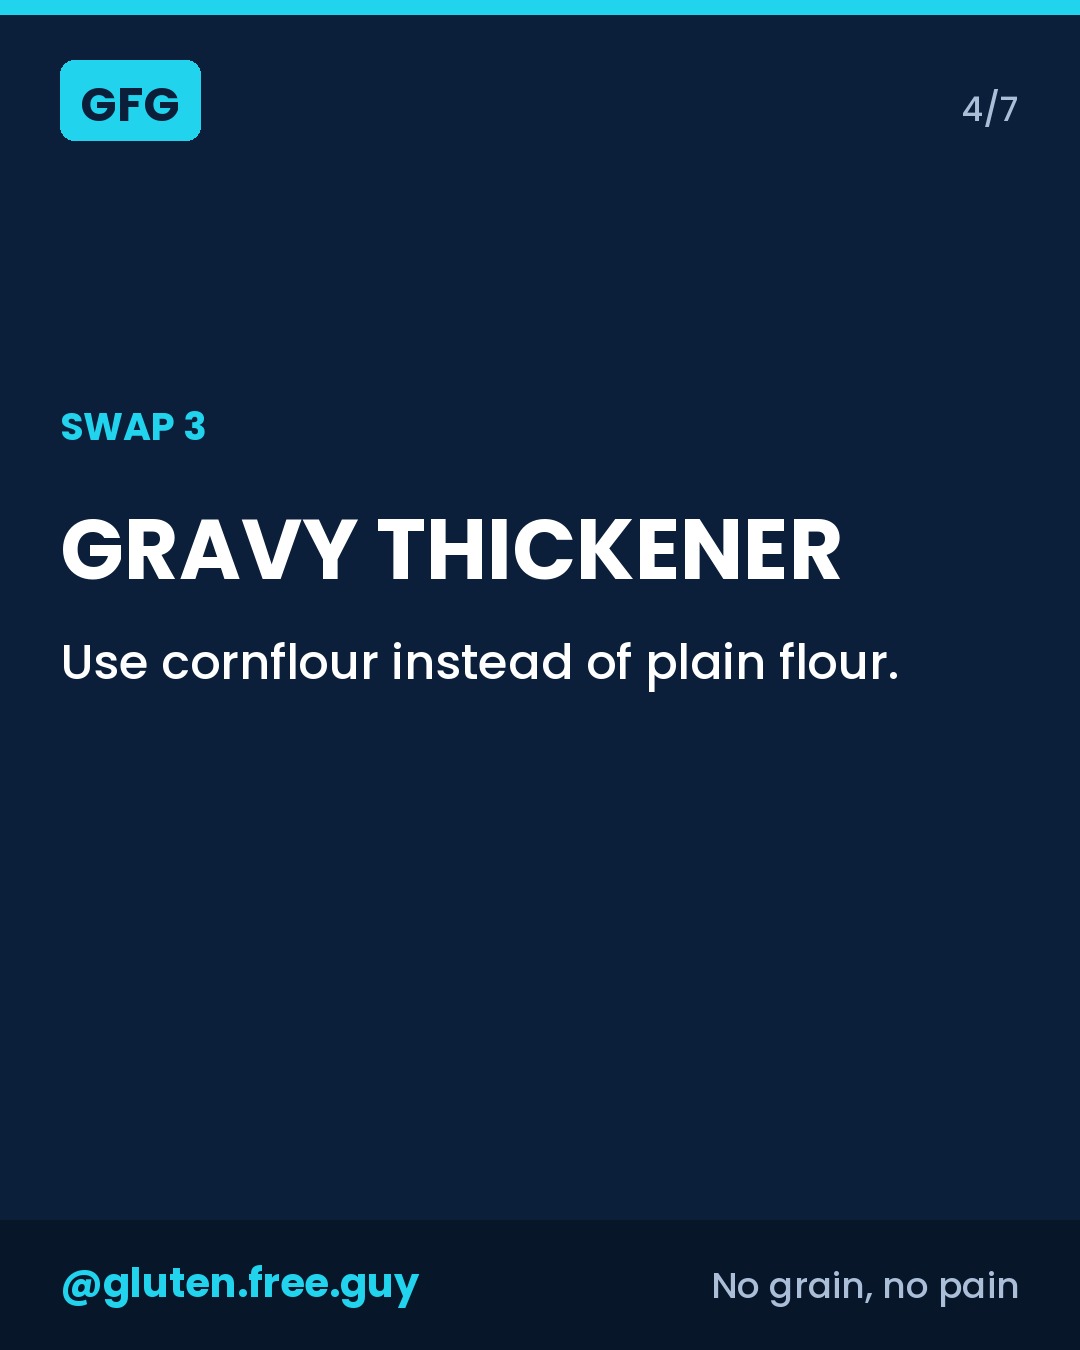 GFG
4/7
SWAP 3
GRAVY THICKENER
Use cornflour instead of plain flour.
@gluten.free.guy
No grain, no pain